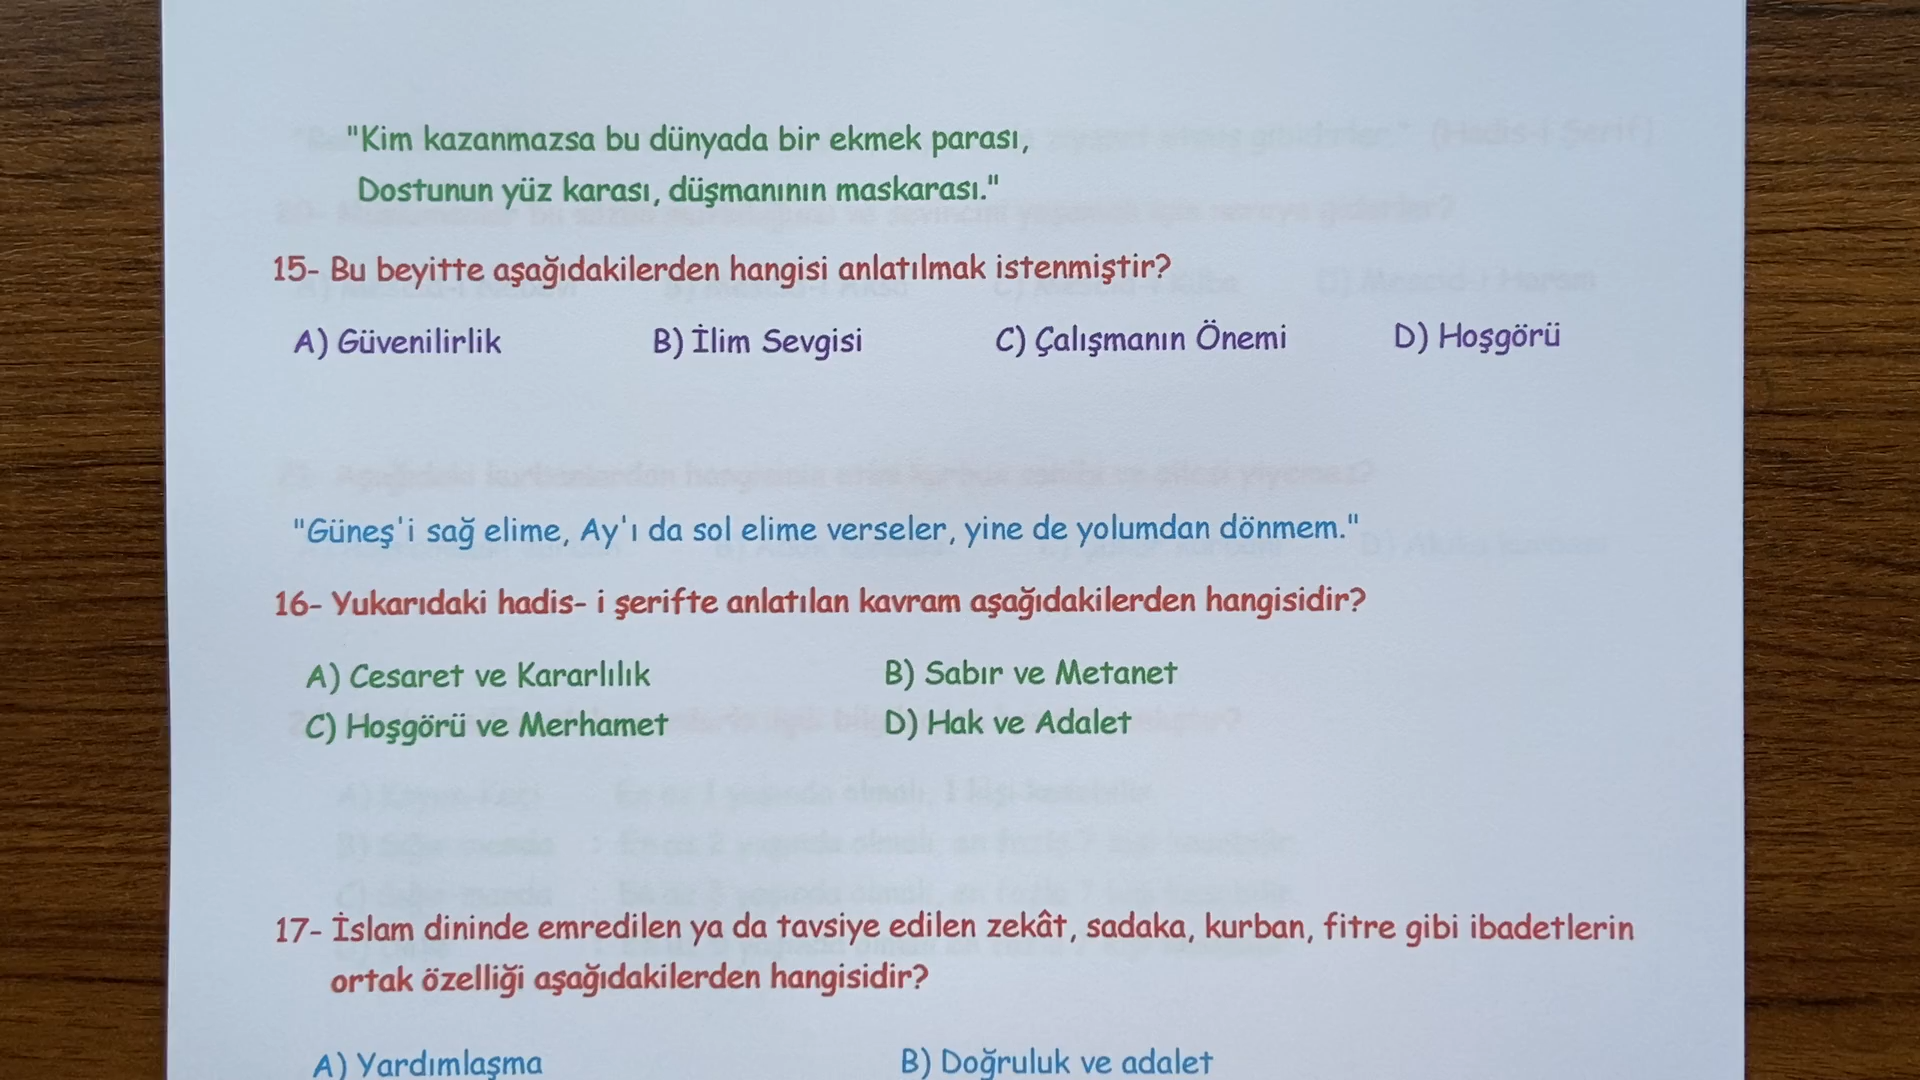 "Kim kazanmazsa bu dünyada bir ekmek parası,
Dostunun yüz karası, düşmanının maskarası."
15- Bu beyitte aşağıdakilerden hangisi anlatılmak istenmiştir?
A) Güvenilirlik B) İlim Sevgisi C) Çalışmanın Önemi D) Hoşgörü
"Güneş'i sağ elime, Ay'ı da sol elime verseler, yine de yolumdan dönmem."
16- Yukarıdaki hadis- i şerifte anlatılan kavram aşağıdakilerden hangisidir?
A) Cesaret ve Kararlılık B) Sabır ve Metanet
C) Hoşgörü ve Merhamet D) Hak ve Adalet
17- İslam dininde emredilen ya da tavsiye edilen zekât, sadaka, kurban, fitre gibi ibadetlerin
ortak özelliği aşağıdakilerden hangisidir?
A) Yardımlaşma B) Doğruluk ve adalet